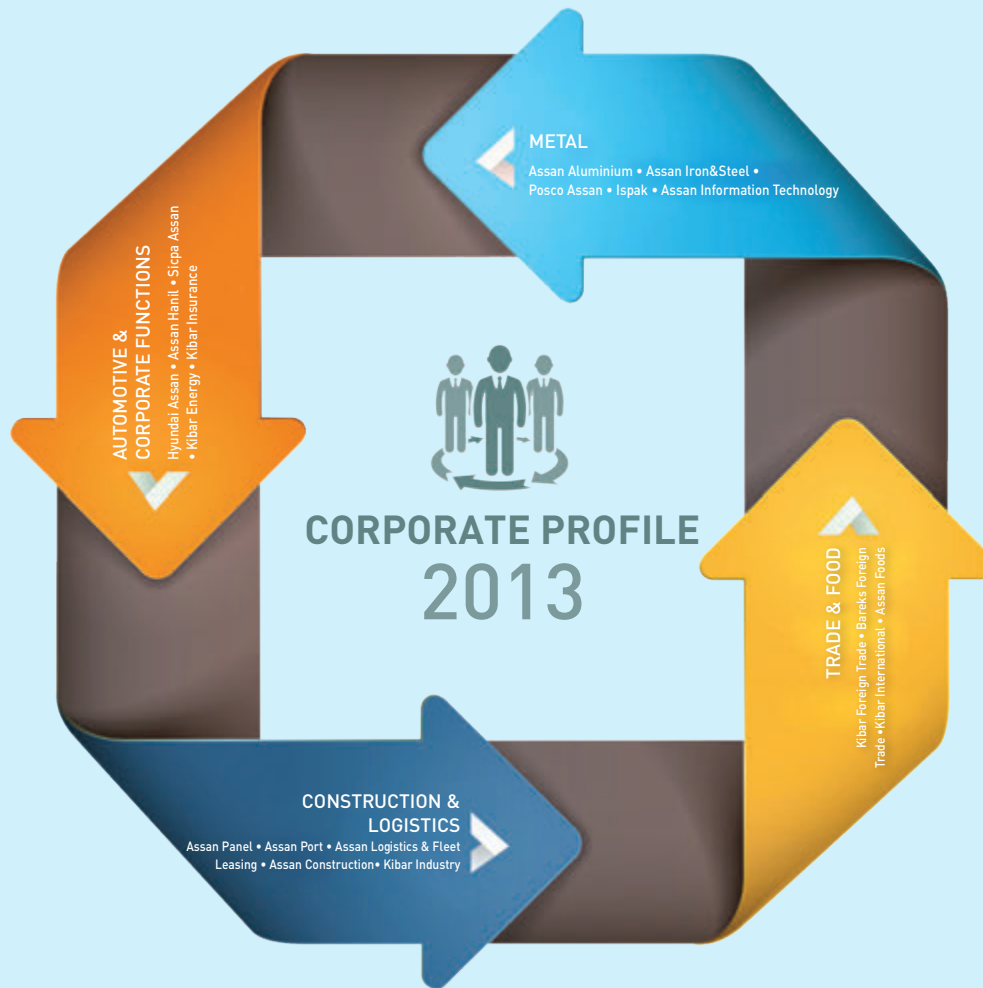 METAL
Assan Aluminium • Assan Iron&Steel •
Posco Assan • Ispak • Assan Information Technology
AUTOMOTIVE &
CORPORATE FUNCTIONS
Hyundai Assan • Assan Hanil • Sicpa Assan
• Kibar Energy • Kibar Insurance
CORPORATE PROFILE
2013
TRADE & FOOD
Kibar Foreign Trade • Bareks Foreign
Trade •Kibar International • Assan Foods
CONSTRUCTION &
LOGISTICS
Assan Panel • Assan Port • Assan Logistics & Fleet
Leasing • Assan Construction• Kibar Industry